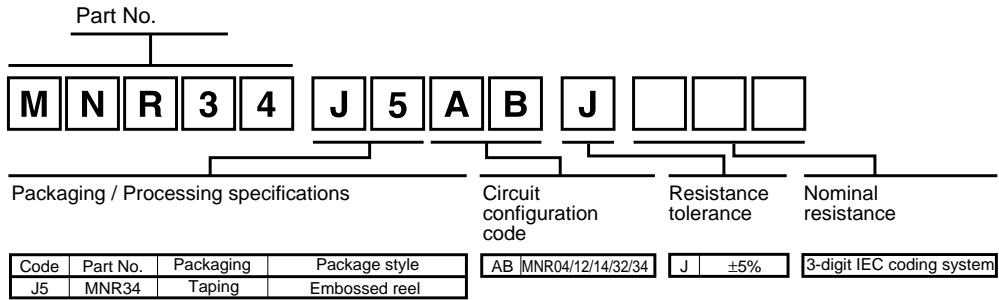 Part No.
M N R 3 4 J 5 A B J
Packaging / Processing specifications
Circuit
configuration
code
Resistance
tolerance
Nominal
resistance
Code Part No. Packaging Package style
J5 MNR34 Taping Embossed reel
AB MNR04/12/14/32/34
J ±5%
3-digit IEC coding system